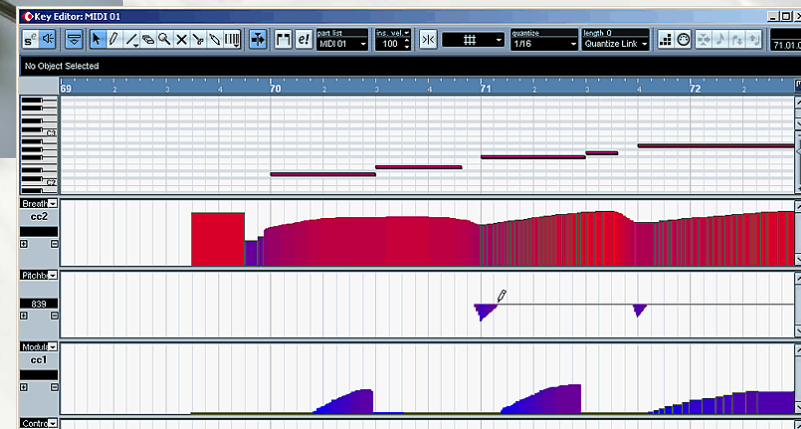 Key Editor: MIDI 01
part list ins. vel. quantize length Q
MIDI 01 100 1/16 Quantize Link 71.01.0
No Object Selected
69 2 3 4 70 2 3 4 71 2 3 4 72 2
C3
C2
Breath
cc2
Pitchb
839
Modula
cc1
Contro